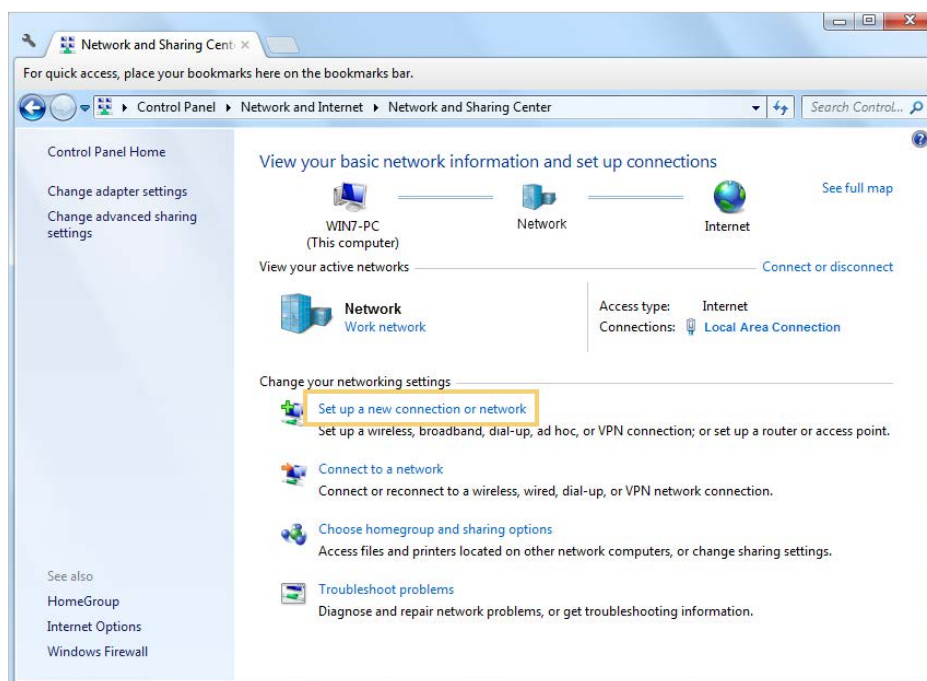 Network and Sharing Cent
For quick access, place your bookmarks here on the bookmarks bar.
Control Panel Network and Internet Network and Sharing Center
Search Control...
Control Panel Home
Change adapter settings
Change advanced sharing
settings
View your basic network information and set up connections
See full map
WIN7-PC
(This computer)
Network
Internet
View your active networks
Connect or disconnect
Network
Work network
Access type: Internet
Connections: Local Area Connection
Change your networking settings
Set up a new connection or network
Set up a wireless, broadband, dial-up, ad hoc, or VPN connection; or set up a router or access point.
Connect to a network
Connect or reconnect to a wireless, wired, dial-up, or VPN network connection.
Choose homegroup and sharing options
Access files and printers located on other network computers, or change sharing settings.
Troubleshoot problems
Diagnose and repair network problems, or get troubleshooting information.
See also
HomeGroup
Internet Options
Windows Firewall